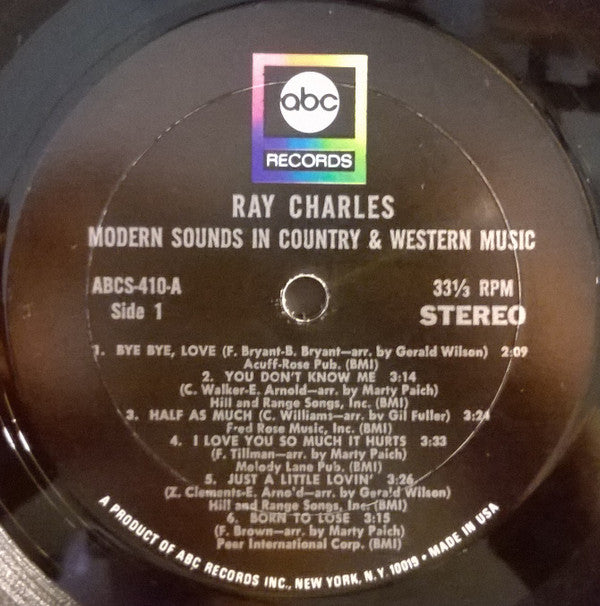 abc
RECORDS
RAY CHARLES
MODERN SOUNDS IN COUNTRY & WESTERN MUSIC
ABCS-410-A
Side 1
33⅓ RPM
STEREO
1. BYE BYE, LOVE (F. Bryant-B. Bryant—arr. by Gerald Wilson) 2:09
Acuff-Rose Pub. (BMI)
2. YOU DON'T KNOW ME 3:14
(C. Walker-E. Arnold—arr. by Marty Paich)
Hill and Range Songs, Inc. (BMI)
3. HALF AS MUCH (C. Williams—arr. by Gil Fuller) 3:24
Fred Rose Music, Inc. (BMI)
4. I LOVE YOU SO MUCH IT HURTS 3:33
(F. Tillman—arr. by Marty Paich)
Melody Lane Pub. (BMI)
5. JUST A LITTLE LOVIN' 3:26
(Z. Clements-E. Arnold—arr. by Gerald Wilson)
Hill and Range Songs, Inc. (BMI)
6. BORN TO LOSE 3:15
(F. Brown—arr. by Marty Paich)
Peer International Corp. (BMI)
A PRODUCT OF ABC RECORDS INC., NEW YORK, N.Y. 10019 • MADE IN USA